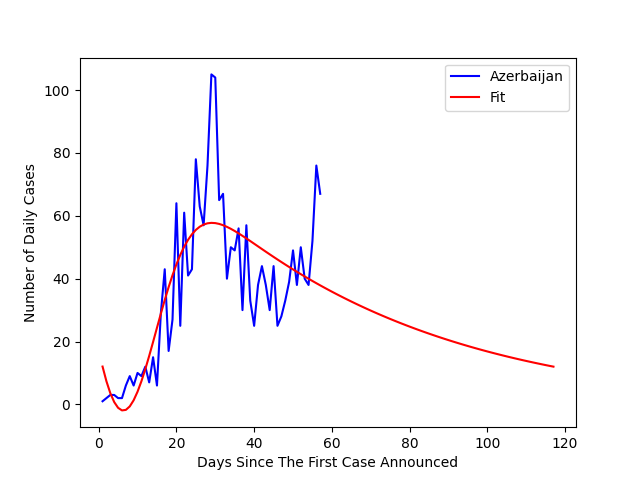 Azerbaijan
Fit
Number of Daily Cases
100
80
60
40
20
0
0 20 40 60 80 100 120
Days Since The First Case Announced